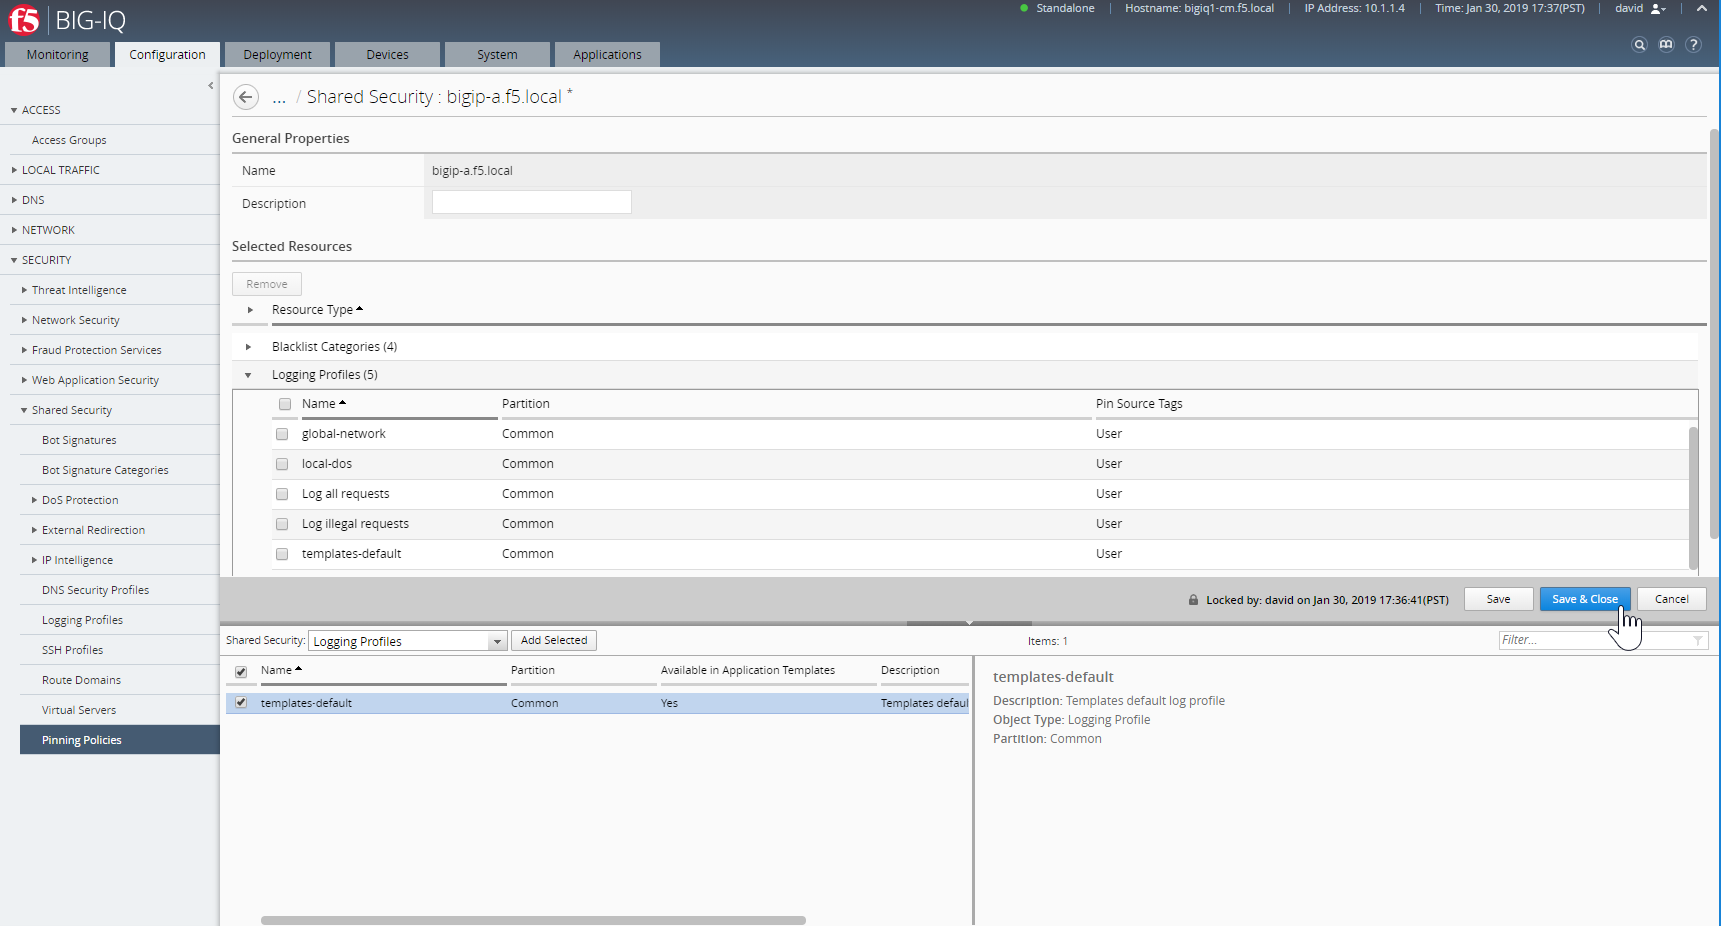 f5 BIG-IQ
Standalone Hostname: bigiq1-cm.f5.local IP Address: 10.1.1.4 Time: Jan 30, 2019 17:37(PST) david
Monitoring Configuration Deployment Devices System Applications
ACCESS
Access Groups
LOCAL TRAFFIC
DNS
NETWORK
SECURITY
Threat Intelligence
Network Security
Fraud Protection Services
Web Application Security
Shared Security
Bot Signatures
Bot Signature Categories
DoS Protection
External Redirection
IP Intelligence
DNS Security Profiles
Logging Profiles
SSH Profiles
Route Domains
Virtual Servers
Pinning Policies
... / Shared Security : bigip-a.f5.local *
General Properties
Name bigip-a.f5.local
Description
Selected Resources
Remove
Resource Type
Blacklist Categories (4)
Logging Profiles (5)
Name Partition Pin Source Tags
global-network Common User
local-dos Common User
Log all requests Common User
Log illegal requests Common User
templates-default Common User
Locked by: david on Jan 30, 2019 17:36:41(PST) Save Save & Close Cancel
Shared Security: Logging Profiles Add Selected Items: 1 Filter...
Name Partition Available in Application Templates Description
templates-default Common Yes Templates defaul
templates-default
Description: Templates default log profile
Object Type: Logging Profile
Partition: Common